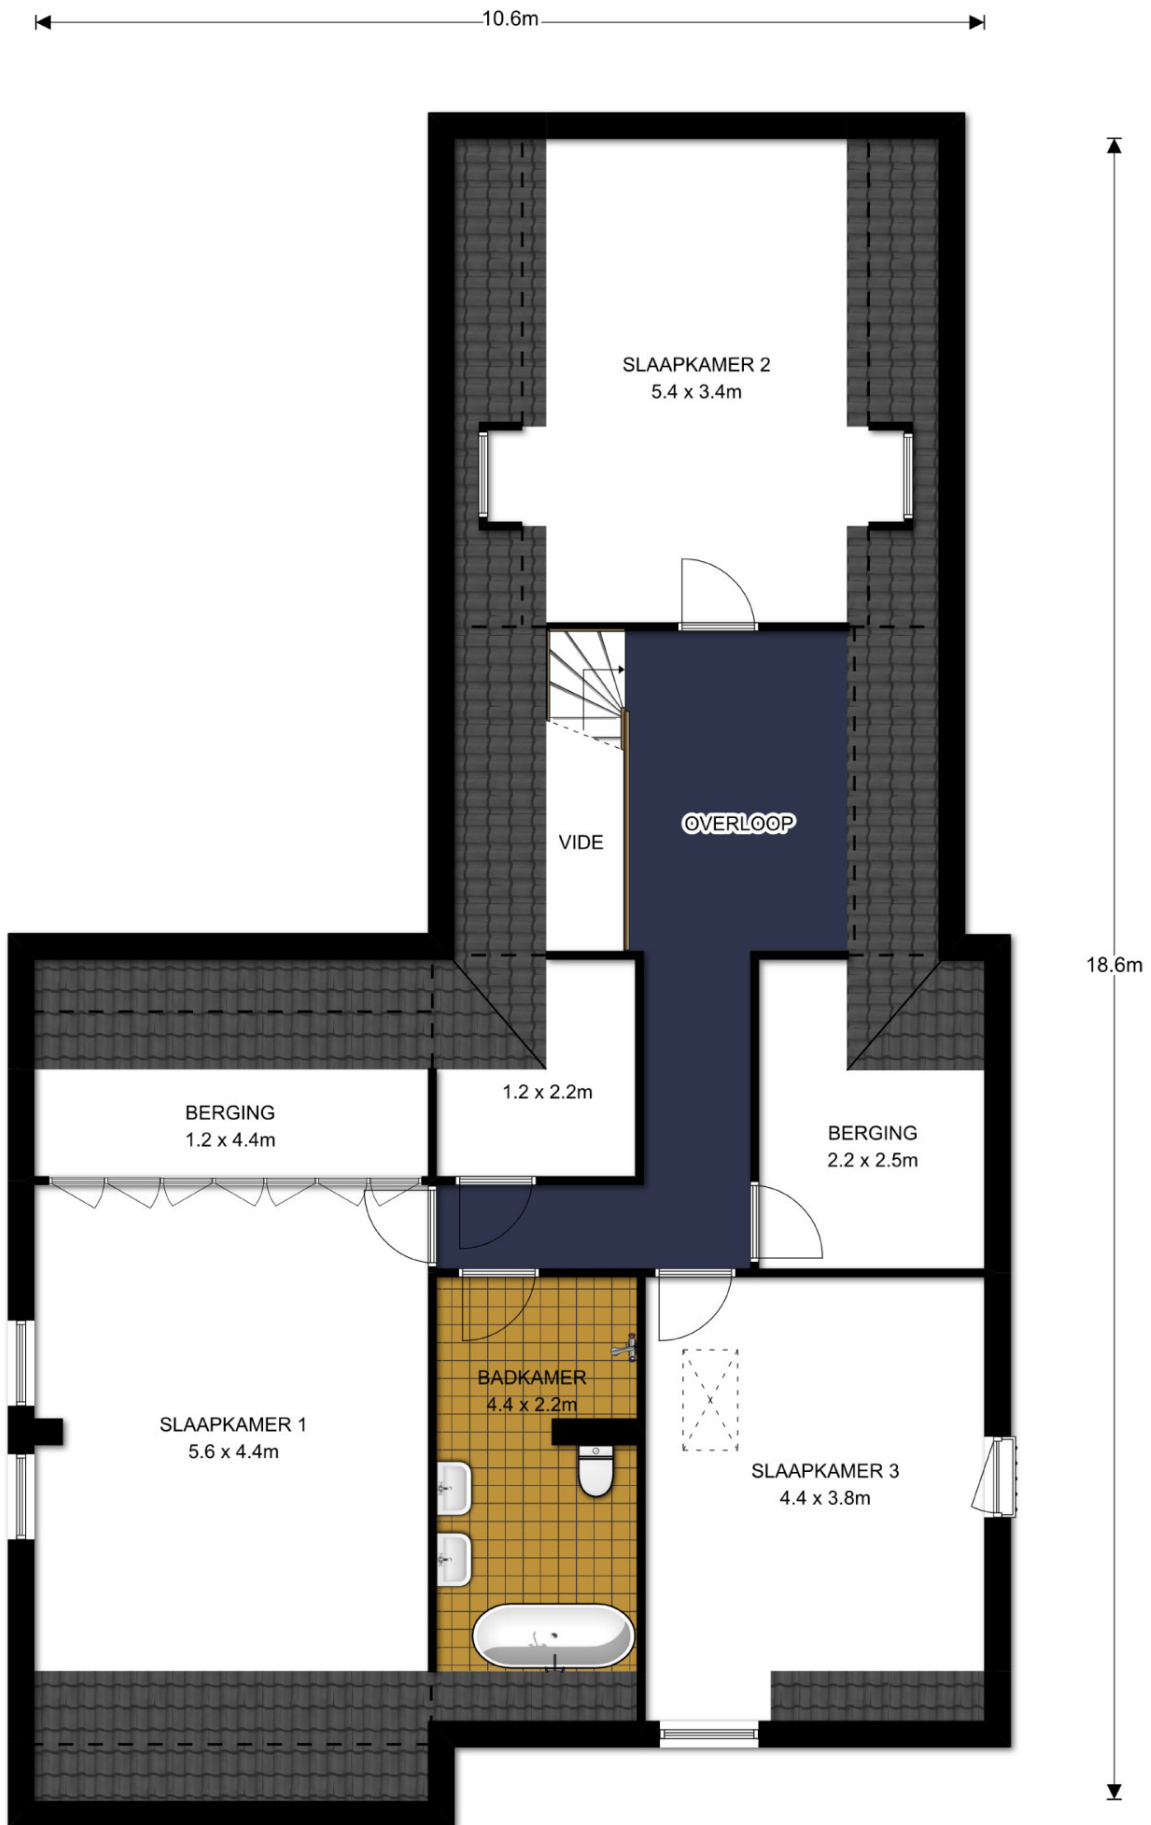 10.6m
SLAAPKAMER 2
5.4 x 3.4m
OVERLOOP
VIDE
18.6m
1.2 x 2.2m
BERGING
1.2 x 4.4m
BERGING
2.2 x 2.5m
BADKAMER
4.4 x 2.2m
SLAAPKAMER 1
5.6 x 4.4m
SLAAPKAMER 3
4.4 x 3.8m